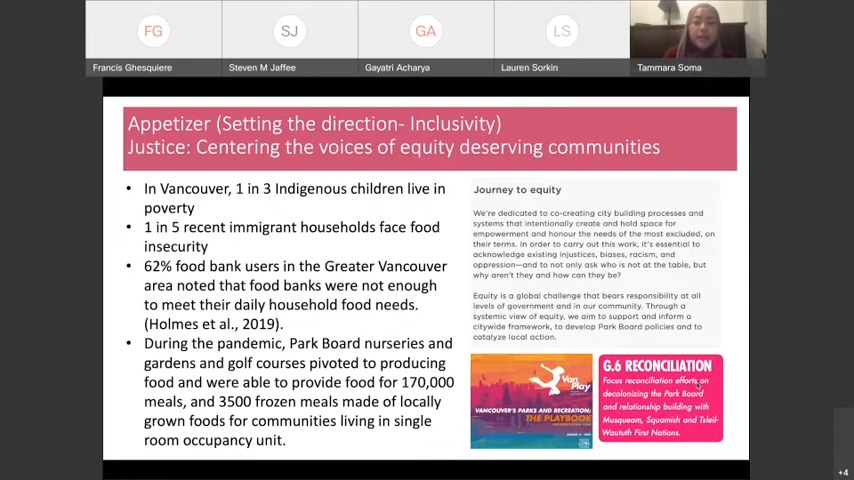 FG
SJ
GA
LS
Francis Ghesquiere
Steven M Jaffee
Gayatri Acharya
Lauren Sorkin
Tammara Soma
Appetizer (Setting the direction- Inclusivity)
Justice: Centering the voices of equity deserving communities
• In Vancouver, 1 in 3 Indigenous children live in
poverty
• 1 in 5 recent immigrant households face food
insecurity
• 62% food bank users in the Greater Vancouver
area noted that food banks were not enough
to meet their daily household food needs.
(Holmes et al., 2019).
• During the pandemic, Park Board nurseries and
gardens and golf courses pivoted to producing
food and were able to provide food for 170,000
meals, and 3500 frozen meals made of locally
grown foods for communities living in single
room occupancy unit.
Journey to equity
We're dedicated to co-creating city building processes and
systems that intentionally create and hold space for
empowerment and honour the needs of the most excluded, on
their terms. In order to carry out this work, it's essential to
acknowledge existing injustices, biases, racism, and
oppression—and to not only ask who is not at the table, but
why aren't they and how can they be?
Equity is a global challenge that bears responsibility at all
levels of government and in our community. Through a
systemic view of equity, we aim to support and inform a
citywide framework, to develop Park Board policies and to
catalyze local action.
Van
Play
VANCOUVER'S PARKS AND RECREATION:
THE PLAYBOOK
G.6 RECONCILIATION
Focus reconciliation efforts on
decolonizing the Park Board
and relationship building with
Musqueam, Squamish and Tsleil-
Waututh First Nations.
+4